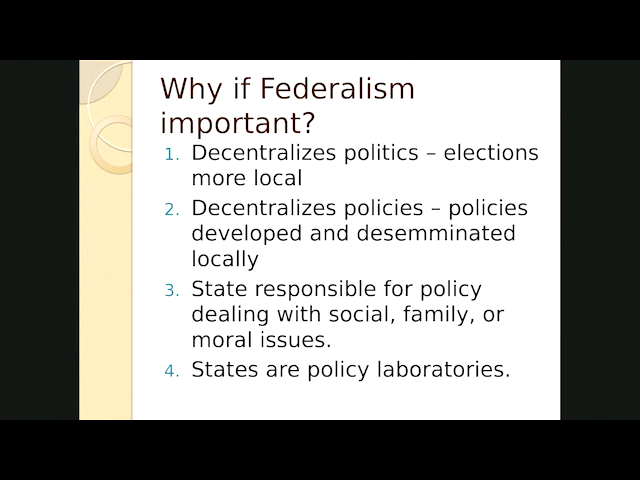 Why if Federalism
important?
1. Decentralizes politics – elections
more local
2. Decentralizes policies – policies
developed and desemminated
locally
3. State responsible for policy
dealing with social, family, or
moral issues.
4. States are policy laboratories.